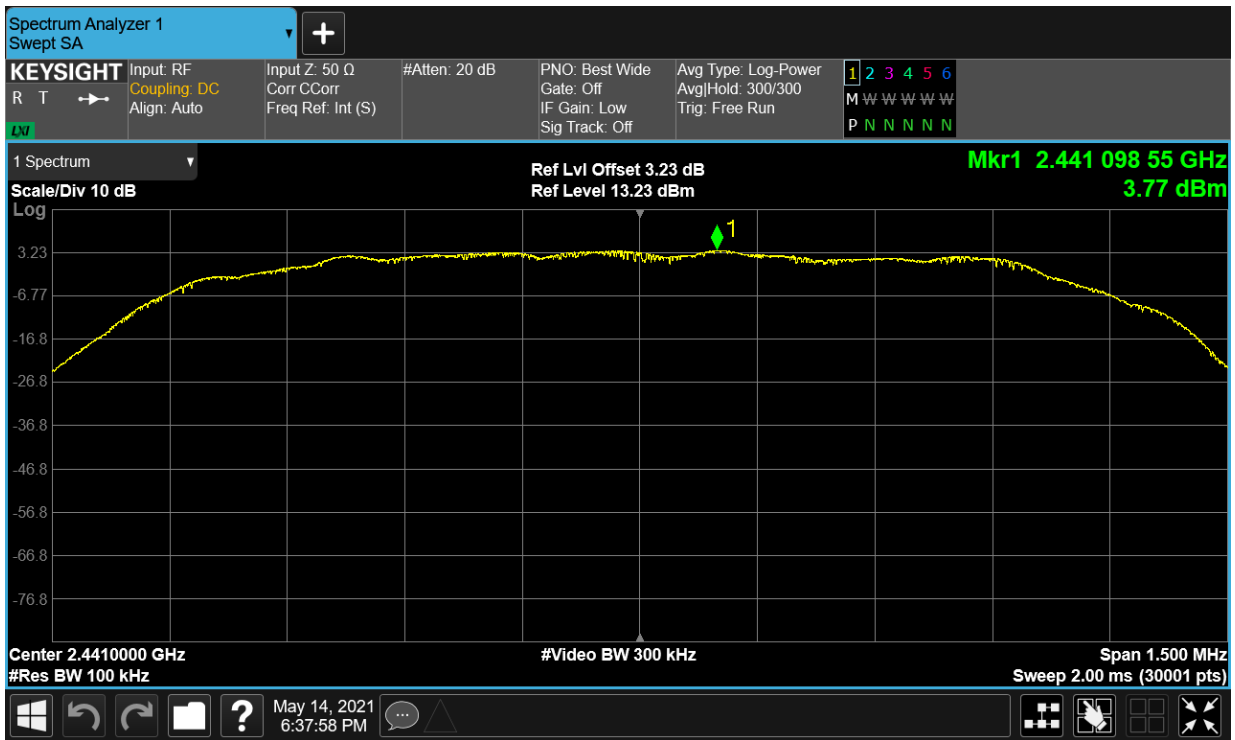 Spectrum Analyzer 1
Swept SA
KEYSIGHT
R T
LXI
Input: RF
Coupling: DC
Align: Auto
Input Z: 50 Ω
Corr CCorr
Freq Ref: Int (S)
#Atten: 20 dB
PNO: Best Wide
Gate: Off
IF Gain: Low
Sig Track: Off
Avg Type: Log-Power
Avg|Hold: 300/300
Trig: Free Run
1 2 3 4 5 6
M W W W W W
P N N N N N
1 Spectrum
Scale/Div 10 dB
Log
Ref Lvl Offset 3.23 dB
Ref Level 13.23 dBm
Mkr1 2.441 098 55 GHz
3.77 dBm
1
3.23
-6.77
-16.8
-26.8
-36.8
-46.8
-56.8
-66.8
-76.8
Center 2.4410000 GHz
#Video BW 300 kHz
Span 1.500 MHz
#Res BW 100 kHz
Sweep 2.00 ms (30001 pts)
?
May 14, 2021
6:37:58 PM